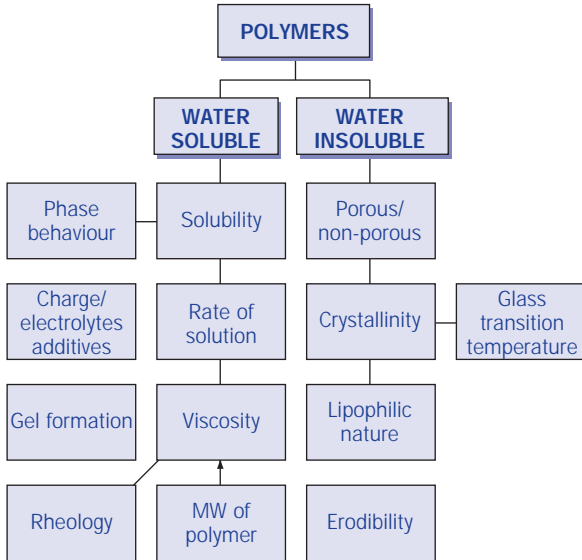 POLYMERS
WATER
SOLUBLE
WATER
INSOLUBLE
Phase
behaviour
Solubility
Porous/
non-porous
Charge/
electrolytes
additives
Rate of
solution
Crystallinity
Glass
transition
temperature
Gel formation
Viscosity
Lipophilic
nature
Rheology
MW of
polymer
Erodibility